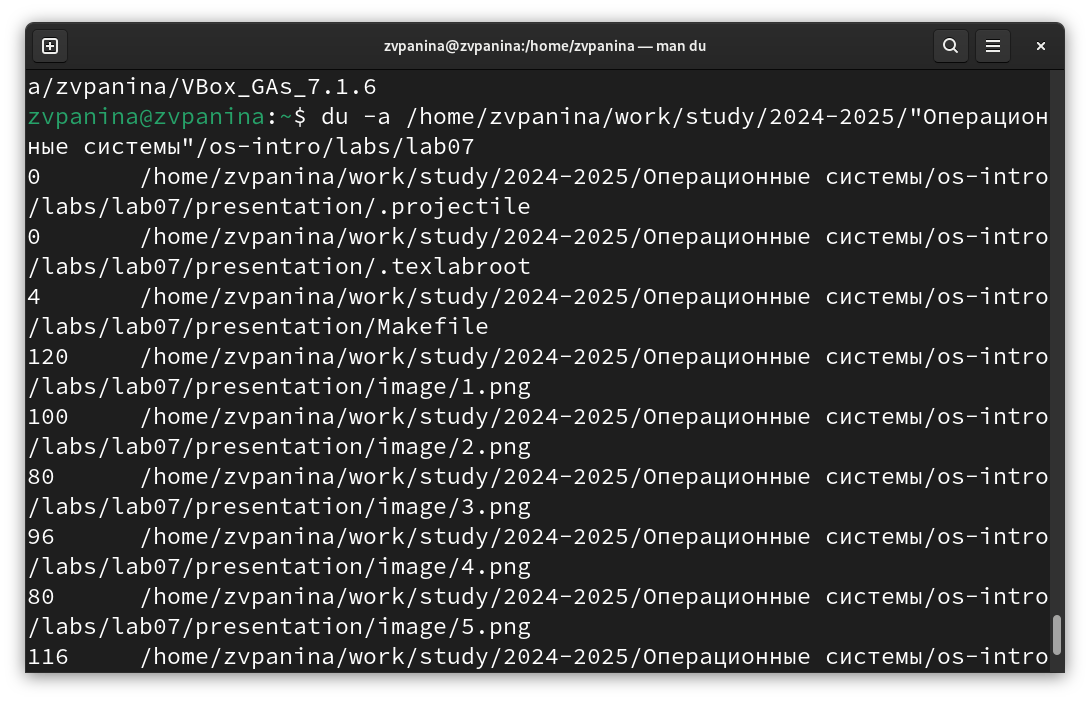 zvpanina@zvpanina:/home/zvpanina — man du
a/zvpanina/VBox_GAs_7.1.6
zvpanina@zvpanina:~$ du -a /home/zvpanina/work/study/2024-2025/"Операцион
ные системы"/os-intro/labs/lab07
0       /home/zvpanina/work/study/2024-2025/Операционные системы/os-intro
/labs/lab07/presentation/.projectile
0       /home/zvpanina/work/study/2024-2025/Операционные системы/os-intro
/labs/lab07/presentation/.texlabroot
4       /home/zvpanina/work/study/2024-2025/Операционные системы/os-intro
/labs/lab07/presentation/Makefile
120     /home/zvpanina/work/study/2024-2025/Операционные системы/os-intro
/labs/lab07/presentation/image/1.png
100     /home/zvpanina/work/study/2024-2025/Операционные системы/os-intro
/labs/lab07/presentation/image/2.png
80      /home/zvpanina/work/study/2024-2025/Операционные системы/os-intro
/labs/lab07/presentation/image/3.png
96      /home/zvpanina/work/study/2024-2025/Операционные системы/os-intro
/labs/lab07/presentation/image/4.png
80      /home/zvpanina/work/study/2024-2025/Операционные системы/os-intro
/labs/lab07/presentation/image/5.png
116     /home/zvpanina/work/study/2024-2025/Операционные системы/os-intro